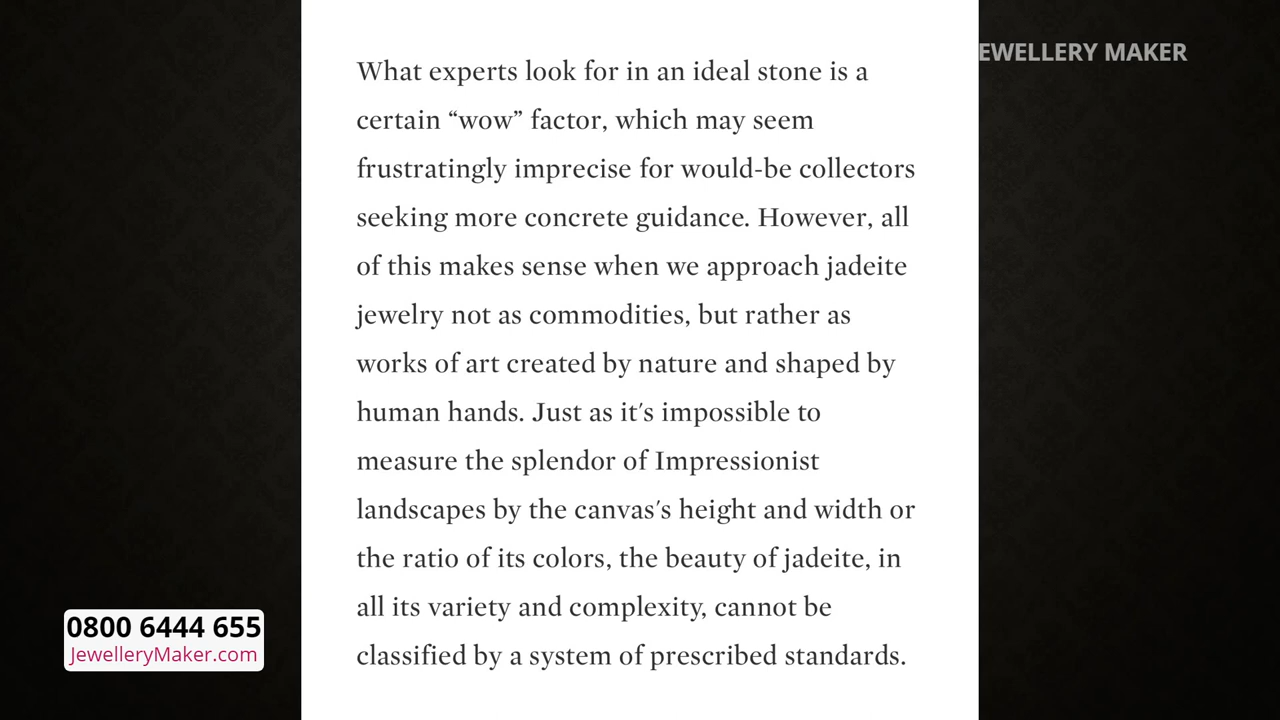 What experts look for in an ideal stone is a
certain “wow” factor, which may seem
frustratingly imprecise for would-be collectors
seeking more concrete guidance. However, all
of this makes sense when we approach jadeite
jewelry not as commodities, but rather as
works of art created by nature and shaped by
human hands. Just as it's impossible to
measure the splendor of Impressionist
landscapes by the canvas's height and width or
the ratio of its colors, the beauty of jadeite, in
all its variety and complexity, cannot be
classified by a system of prescribed standards.
EWELLERY MAKER
0800 6444 655
JewelleryMaker.com